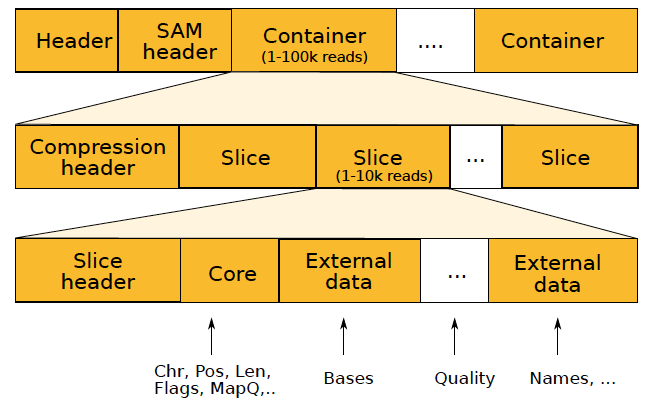 Header
SAM
header
Container
(1-100k reads)
....
Container
Compression
header
Slice
Slice
(1-10k reads)
...
Slice
Slice
header
Core
External
data
...
External
data
Chr, Pos, Len,
Flags, MapQ,..
Bases
Quality
Names, ...